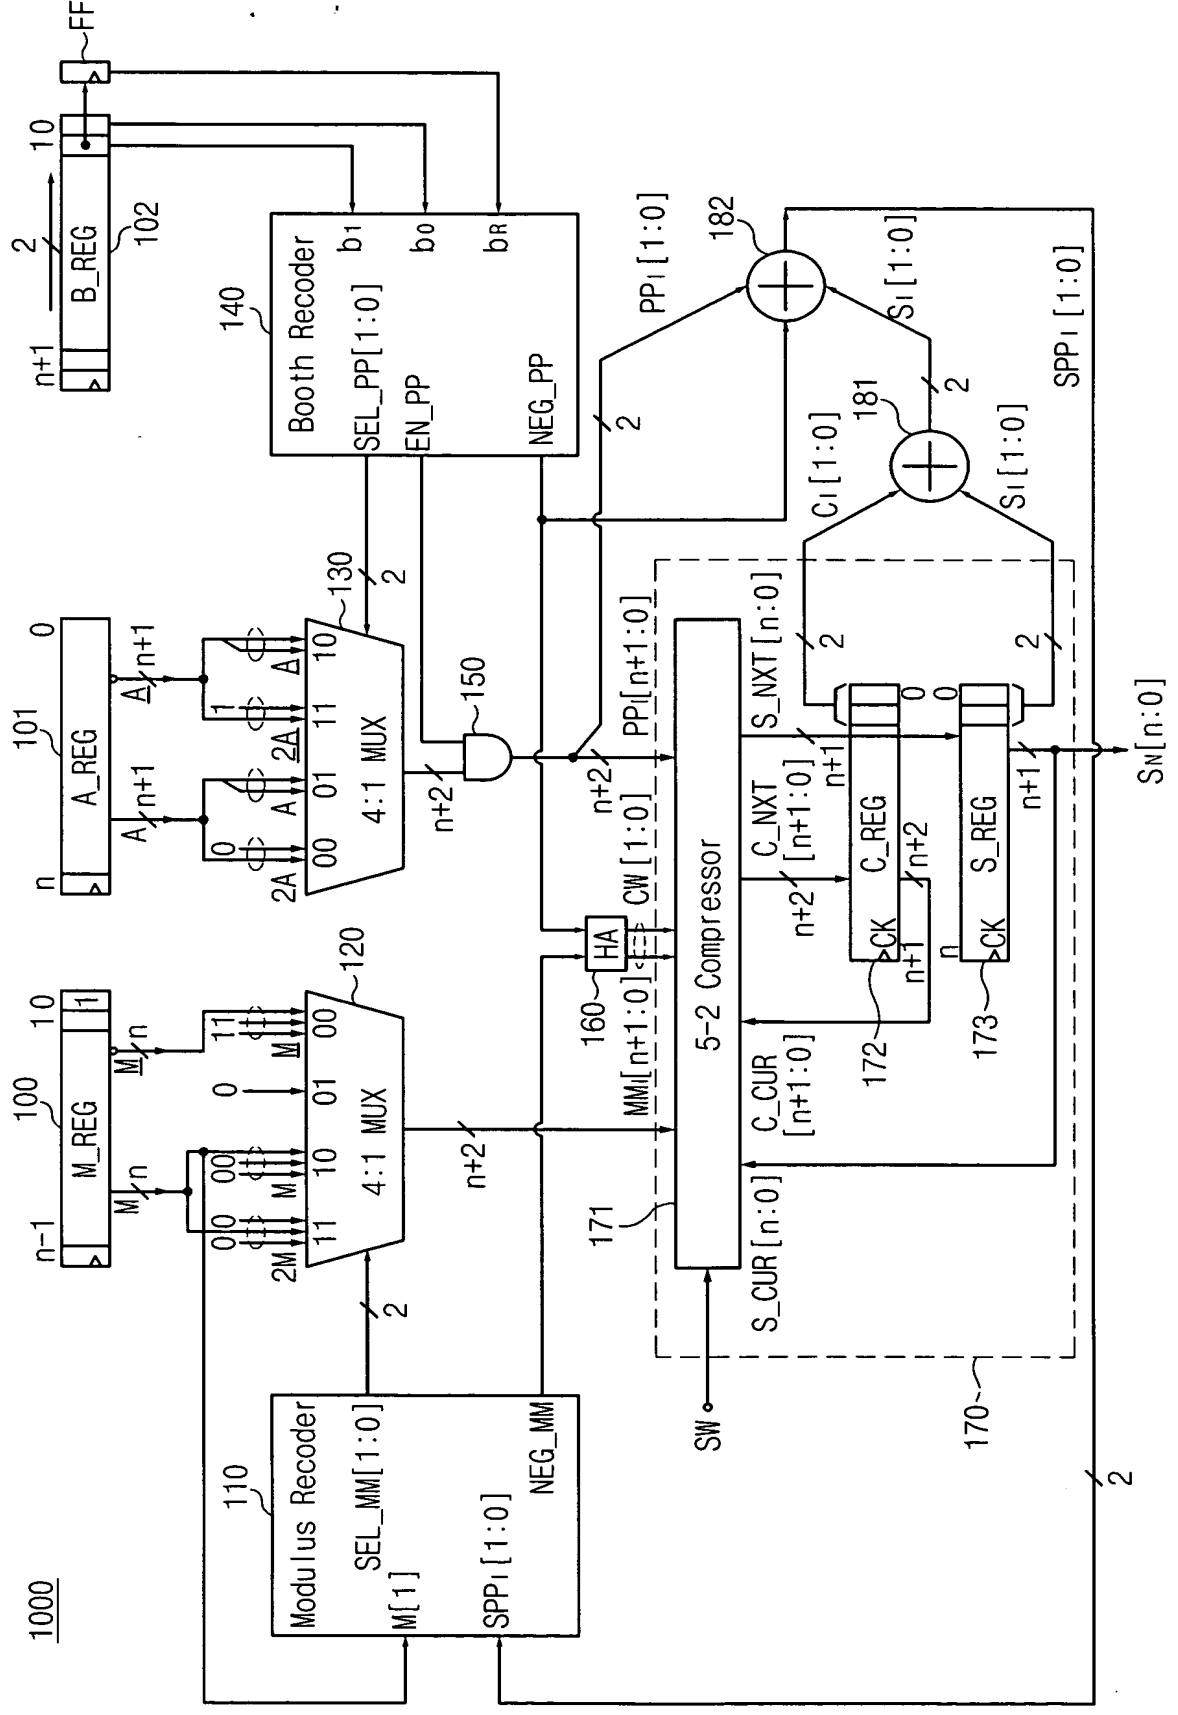 1000
100
n-1
M_REG
10
1
M
n
M
n
101
n
A_REG
0
A
n+1
A
n+1
n+1
2
B_REG
10
102
FF
110
Modulus Recoder
SEL_MM[1:0]
M[1]
SPPI[1:0]
NEG_MM
2
120
00
2M
00
M
0
11
M
11
10
01
00
4:1 MUX
n+2
130
0
2A
A
1
2A
A
00
01
11
10
4:1 MUX
n+2
2
140
Booth Recoder
SEL_PP[1:0]
EN_PP
NEG_PP
b1
b0
bR
150
n+2
PPI[n+1:0]
2
PPI[1:0]
182
HA
160
CW[1:0]
MMI[n+1:0]
171
5-2 Compressor
SW
S_CUR[n:0]
C_CUR
[n+1:0]
C_NXT
[n+1:0]
n+2
S_NXT[n:0]
n+1
C_REG
CK
n+1
0
n+2
172
S_REG
CK
n
0
n+1
173
170
2
2
CI[1:0]
SI[1:0]
181
2
SI[1:0]
SPPI[1:0]
2
SN[n:0]